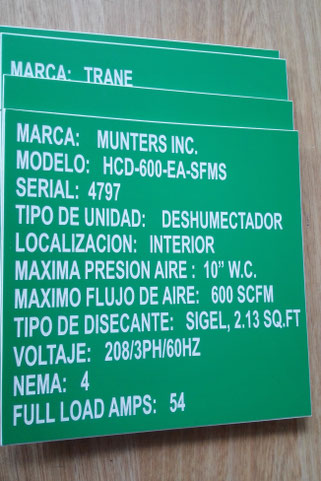 MARCA: TRANE
MARCA: MUNTERS INC.
MODELO: HCD-600-EA-SFMS
SERIAL: 4797
TIPO DE UNIDAD: DESHUMECTADOR
LOCALIZACION: INTERIOR
MAXIMA PRESION AIRE : 10” W.C.
MAXIMO FLUJO DE AIRE: 600 SCFM
TIPO DE DISECANTE: SIGEL, 2.13 SQ.FT
VOLTAJE: 208/3PH/60HZ
NEMA: 4
FULL LOAD AMPS: 54